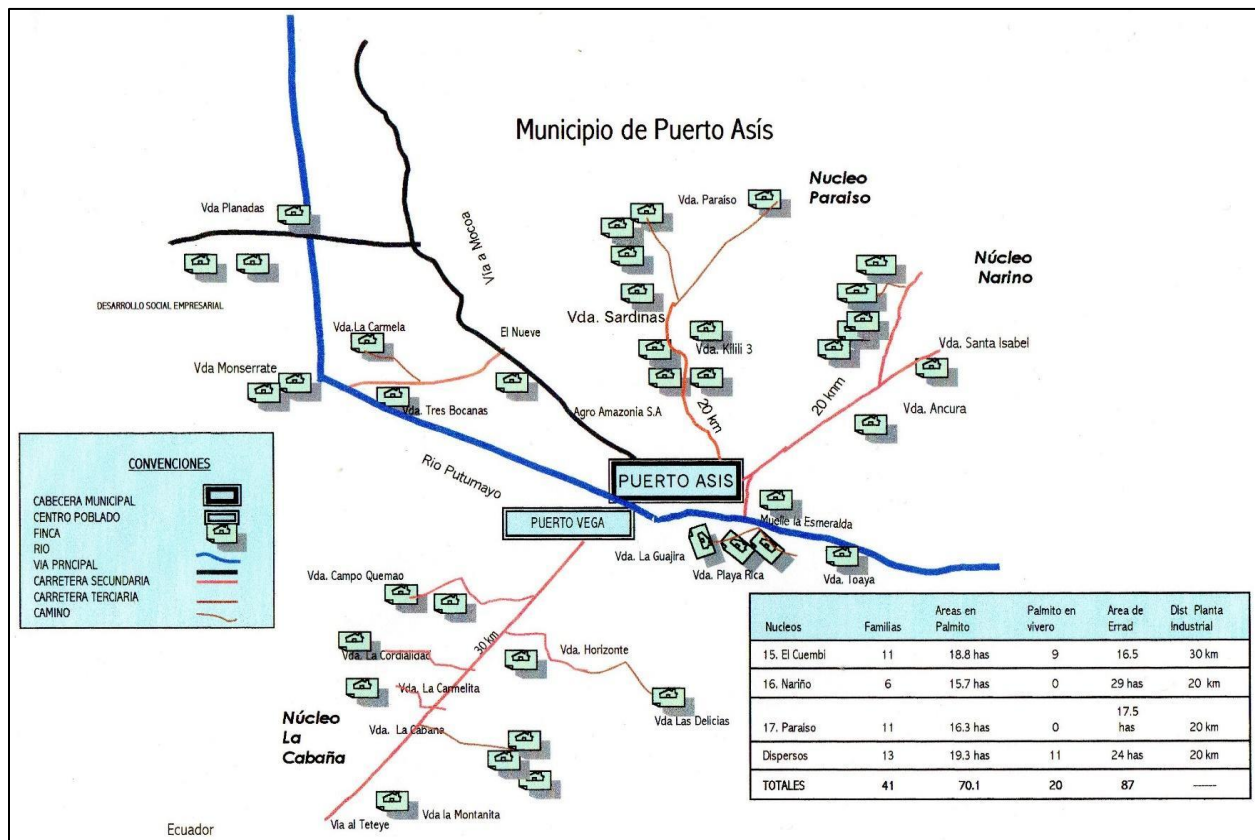 Municipio de Puerto Asís
Nucleo
Paraiso
Vda. Paraiso
Vda Planadas
Vía a Mocoa
Núcleo
Narino
DESARROLLO SOCIAL EMPRESARIAL
Vda. Sardinas
Vda.La Carmela
El Nueve
Vda. Kilili 3
Vda. Santa Isabel
Vda Monserrate
Vda. Tres Bocanas
Agro Amazonia S.A
20 km
20 knm
Vda. Ancura
Rio Putumayo
PUERTO ASIS
PUERTO VEGA
Muelle la Esmeralda
Vda. La Guajira
Vda. Playa Rica
Vda. Toaya
CONVENCIONES
CABECERA MUNICIPAL
CENTRO POBLADO
FINCA
RIO
VIA PRNCIPAL
CARRETERA SECUNDARIA
CARRETERA TERCIARIA
CAMINO
Vda. Campo Quemao
30 km
Vda. La Cordialidad
Vda. Horizonte
Vda. La Carmelita
Vda Las Delicias
Núcleo
La
Cabaña
Vda. La Cabane
Vda la Montanita
Via al Teteye
Ecuador
Nucleos Familias Areas en Palmito Palmito en vivero Area de Errad Dist Planta Industrial
15. El Cuembi 11 18.8 has 9 16.5 30 km
16. Nariño 6 15.7 has 0 29 has 20 km
17. Paraiso 11 16.3 has 0 17.5 has 20 km
Dispersos 13 19.3 has 11 24 has 20 km
TOTALES 41 70.1 20 87 ------